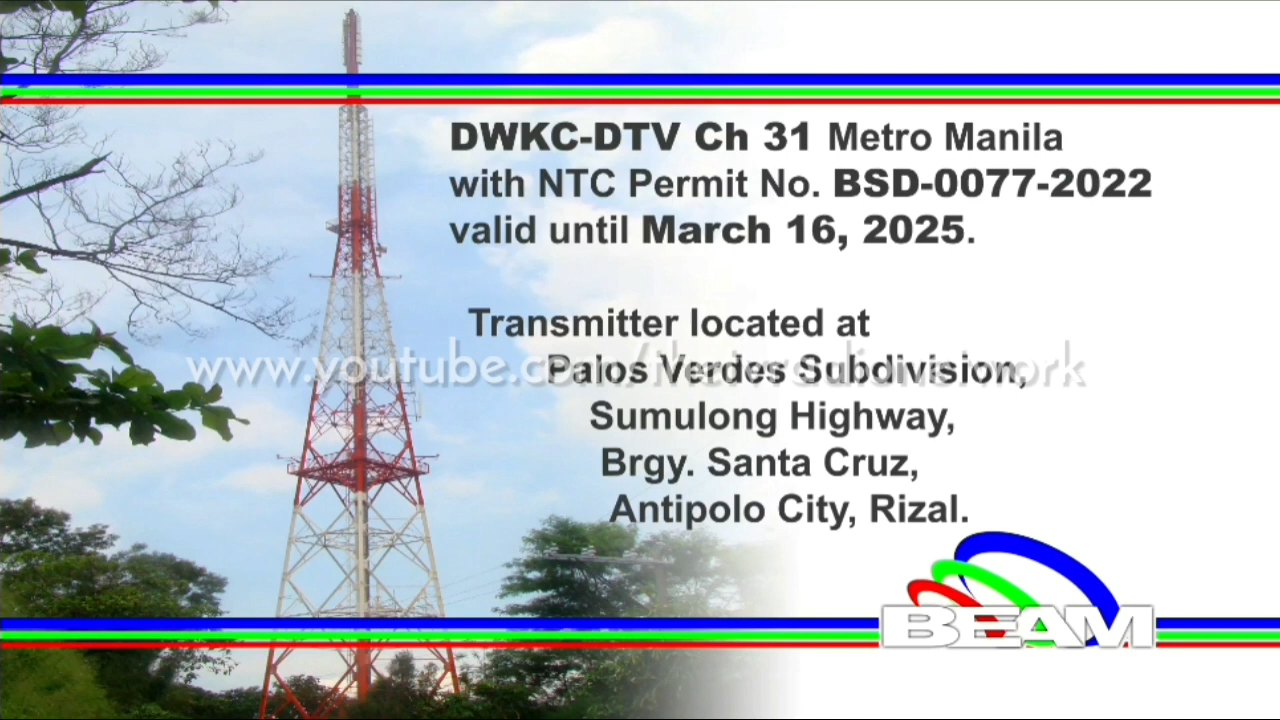 DWKC-DTV Ch 31 Metro Manila
with NTC Permit No. BSD-0077-2022
valid until March 16, 2025.
Transmitter located at
Palos Verdes Subdivision,
Sumulong Highway,
Brgy. Santa Cruz,
Antipolo City, Rizal.
BEAM